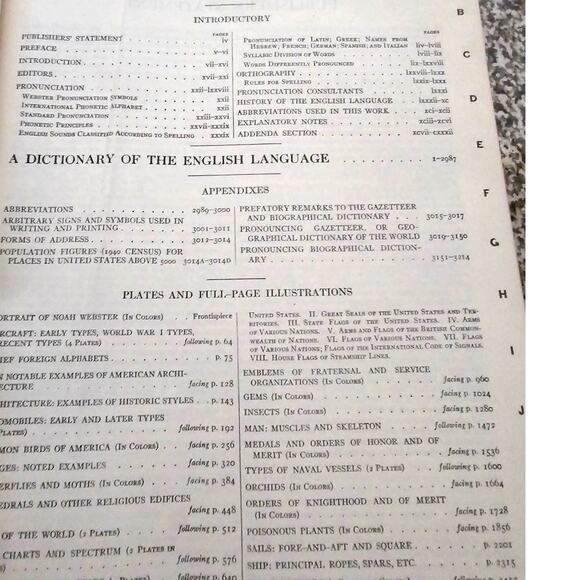 INTRODUCTORY
PAGES
PUBLISHERS' STATEMENT . . . . . . . . iv
PREFACE . . . . . . . . v–vi
INTRODUCTION . . . . . . . . vii–xvi
EDITORS . . . . . . . . xvii–xxi
PRONUNCIATION . . . . . . . . xxii–lxxviii
WEBSTER PRONUNCIATION SYMBOLS . . . . xxii
INTERNATIONAL PHONETIC ALPHABET . . . . xxii
STANDARD PRONUNCIATION . . . . xxiii–xxvi
PHONETIC PRINCIPLES . . . . xxvii–xxxix
ENGLISH SOUNDS CLASSIFIED ACCORDING TO SPELLING . . xxxix
PAGES
PRONUNCIATION OF LATIN; GREEK; NAMES FROM
HEBREW; FRENCH; GERMAN; SPANISH; AND ITALIAN liv–lviii
SYLLABIC DIVISION OF WORDS . . . . lviii–lix
WORDS DIFFERENTLY PRONOUNCED . . . . lix–lxxviii
ORTHOGRAPHY . . . . lxxviii–lxxx
RULES FOR SPELLING . . . . lxxix–lxxx
PRONUNCIATION CONSULTANTS . . . . lxxxi
HISTORY OF THE ENGLISH LANGUAGE . . lxxxii–xc
ABBREVIATIONS USED IN THIS WORK . . xci–xcii
EXPLANATORY NOTES . . . . xciii–xcvi
ADDENDA SECTION . . . . xcvii–cxxxii
A DICTIONARY OF THE ENGLISH LANGUAGE . . . . . . . . 1–2987
APPENDIXES
ABBREVIATIONS . . . . . . . . 2989–3000
ARBITRARY SIGNS AND SYMBOLS USED IN
WRITING AND PRINTING . . . . 3001–3011
FORMS OF ADDRESS . . . . 3012–3014
POPULATION FIGURES (1940 CENSUS) FOR
PLACES IN UNITED STATES ABOVE 5000 3014A–3014D
PREFATORY REMARKS TO THE GAZETTEER
AND BIOGRAPHICAL DICTIONARY . . . 3015–3017
PRONOUNCING GAZETTEER, OR GEO-
GRAPHICAL DICTIONARY OF THE WORLD 3019–3150
PRONOUNCING BIOGRAPHICAL DICTION-
ARY . . . . . . . . 3151–3214
PLATES AND FULL-PAGE ILLUSTRATIONS
ORTRAIT OF NOAH WEBSTER (IN COLORS) . Frontispiece
RCRAFT: EARLY TYPES, WORLD WAR I TYPES,
RECENT TYPES (4 PLATES) . . . . following p. 64
IEF FOREIGN ALPHABETS . . . . p. 75
N NOTABLE EXAMPLES OF AMERICAN ARCHI-
ECTURE . . . . facing p. 128
CHITECTURE: EXAMPLES OF HISTORIC STYLES . . p. 143
OMOBILES: EARLY AND LATER TYPES
PLATES) . . . . following p. 192
MON BIRDS OF AMERICA (IN COLORS) . . facing p. 256
GES: NOTED EXAMPLES . . . . facing p. 320
ERFLIES AND MOTHS (IN COLORS) . . facing p. 384
EDRALS AND OTHER RELIGIOUS EDIFICES
. . . . facing p. 448
OF THE WORLD (2 PLATES) . . following p. 512
CHARTS AND SPECTRUM (2 PLATES IN
. . . . following p. 576
following p. 640
UNITED STATES. II. GREAT SEALS OF THE UNITED STATES AND TER-
RITORIES. III. STATE FLAGS OF THE UNITED STATES. IV. ARMS
OF VARIOUS NATIONS. V. ARMS AND FLAGS OF THE BRITISH COMMON-
WEALTH OF NATIONS. VI. FLAGS OF VARIOUS NATIONS. VII. FLAGS
OF VARIOUS NATIONS; FLAGS OF THE INTERNATIONAL CODE OF SIGNALS.
VIII. HOUSE FLAGS OF STEAMSHIP LINES.
EMBLEMS OF FRATERNAL AND SERVICE
ORGANIZATIONS (IN COLORS) . . . facing p. 960
GEMS (IN COLORS) . . . . facing p. 1024
INSECTS (IN COLORS) . . . . facing p. 1280
MAN: MUSCLES AND SKELETON . . following p. 1472
MEDALS AND ORDERS OF HONOR AND OF
MERIT (IN COLORS) . . . . facing p. 1536
TYPES OF NAVAL VESSELS (2 PLATES) . following p. 1600
ORCHIDS (IN COLORS) . . . . facing p. 1664
ORDERS OF KNIGHTHOOD AND OF MERIT
(IN COLORS) . . . . facing p. 1728
POISONOUS PLANTS (IN COLORS) . . facing p. 1856
SAILS: FORE-AND-AFT AND SQUARE . . . p. 2201
SHIP: PRINCIPAL ROPES, SPARS, ETC. . . . p. 2315
B
C
D
E
F
G
H
I
J